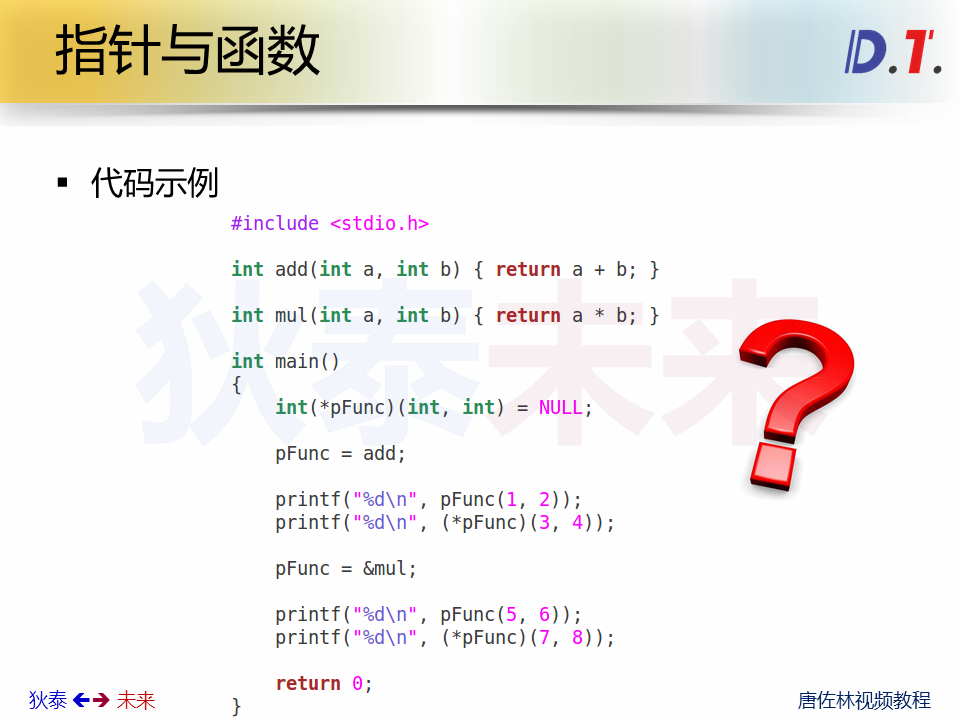 指针与函数
D.T.
▪ 代码示例
#include <stdio.h>
int add(int a, int b) { return a + b; }
int mul(int a, int b) { return a * b; }
int main()
{
    int(*pFunc)(int, int) = NULL;
    pFunc = add;
    printf("%d\n", pFunc(1, 2));
    printf("%d\n", (*pFunc)(3, 4));
    pFunc = &mul;
    printf("%d\n", pFunc(5, 6));
    printf("%d\n", (*pFunc)(7, 8));
    return 0;
}
狄泰未来
?
狄泰 ←→ 未来
唐佐林视频教程